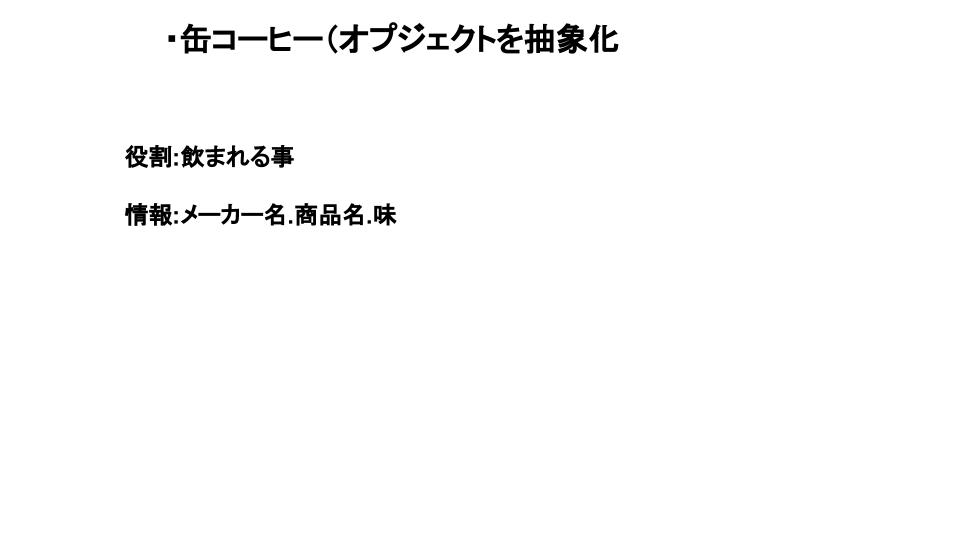 ・缶コーヒー（オプジェクトを抽象化
役割:飲まれる事
情報:メーカー名.商品名.味